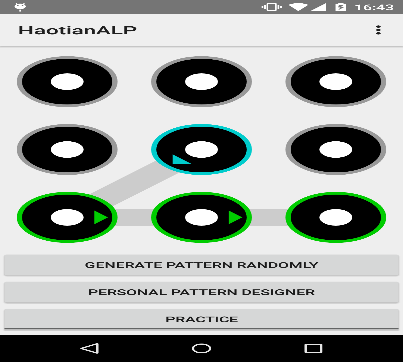 16:43
HaotianALP
GENERATE PATTERN RANDOMLY
PERSONAL PATTERN DESIGNER
PRACTICE